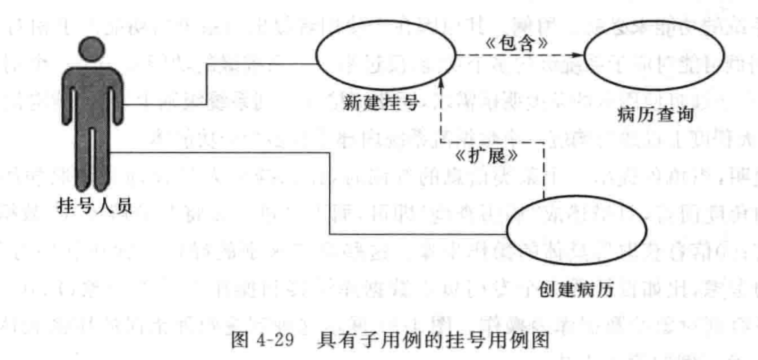 《包含》
新建挂号
病历查询
《扩展》
挂号人员
创建病历
图 4-29 具有子用例的挂号用例图